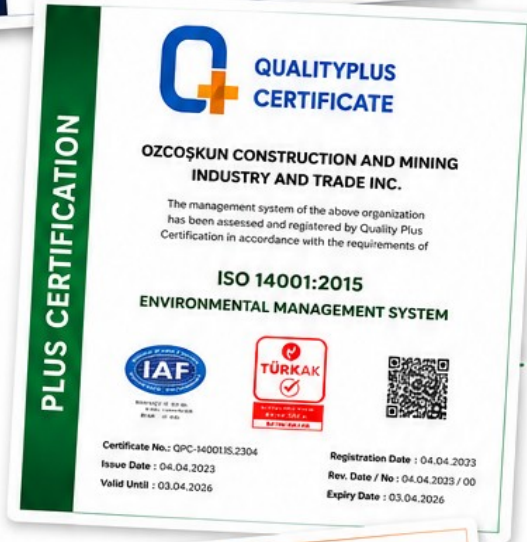 PLUS CERTIFICATION
QUALITYPLUS
CERTIFICATE
OZCOŞKUN CONSTRUCTION AND MINING
INDUSTRY AND TRADE INC.
The management system of the above organization
has been assessed and registered by Quality Plus
Certification in accordance with the requirements of
ISO 14001:2015
ENVIRONMENTAL MANAGEMENT SYSTEM
IAF
TÜRKAK
Certificate No.: QPC-14001.IS.2304
Issue Date : 04.04.2023
Valid Until : 03.04.2026
Registration Date : 04.04.2023
Rev. Date / No : 04.04.2023 / 00
Expiry Date : 03.04.2026